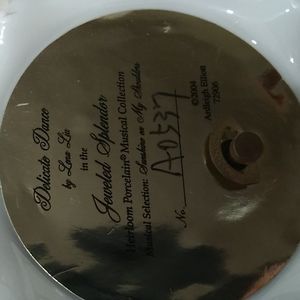 Delicate Dance
by Lena Liu
in the
Jeweled Splendor
Heirloom Porcelain® Musical Collection
Musical Selection: Sunshine on My Shoulders
No. A0537
©2004
Ardleigh Elliott
72906